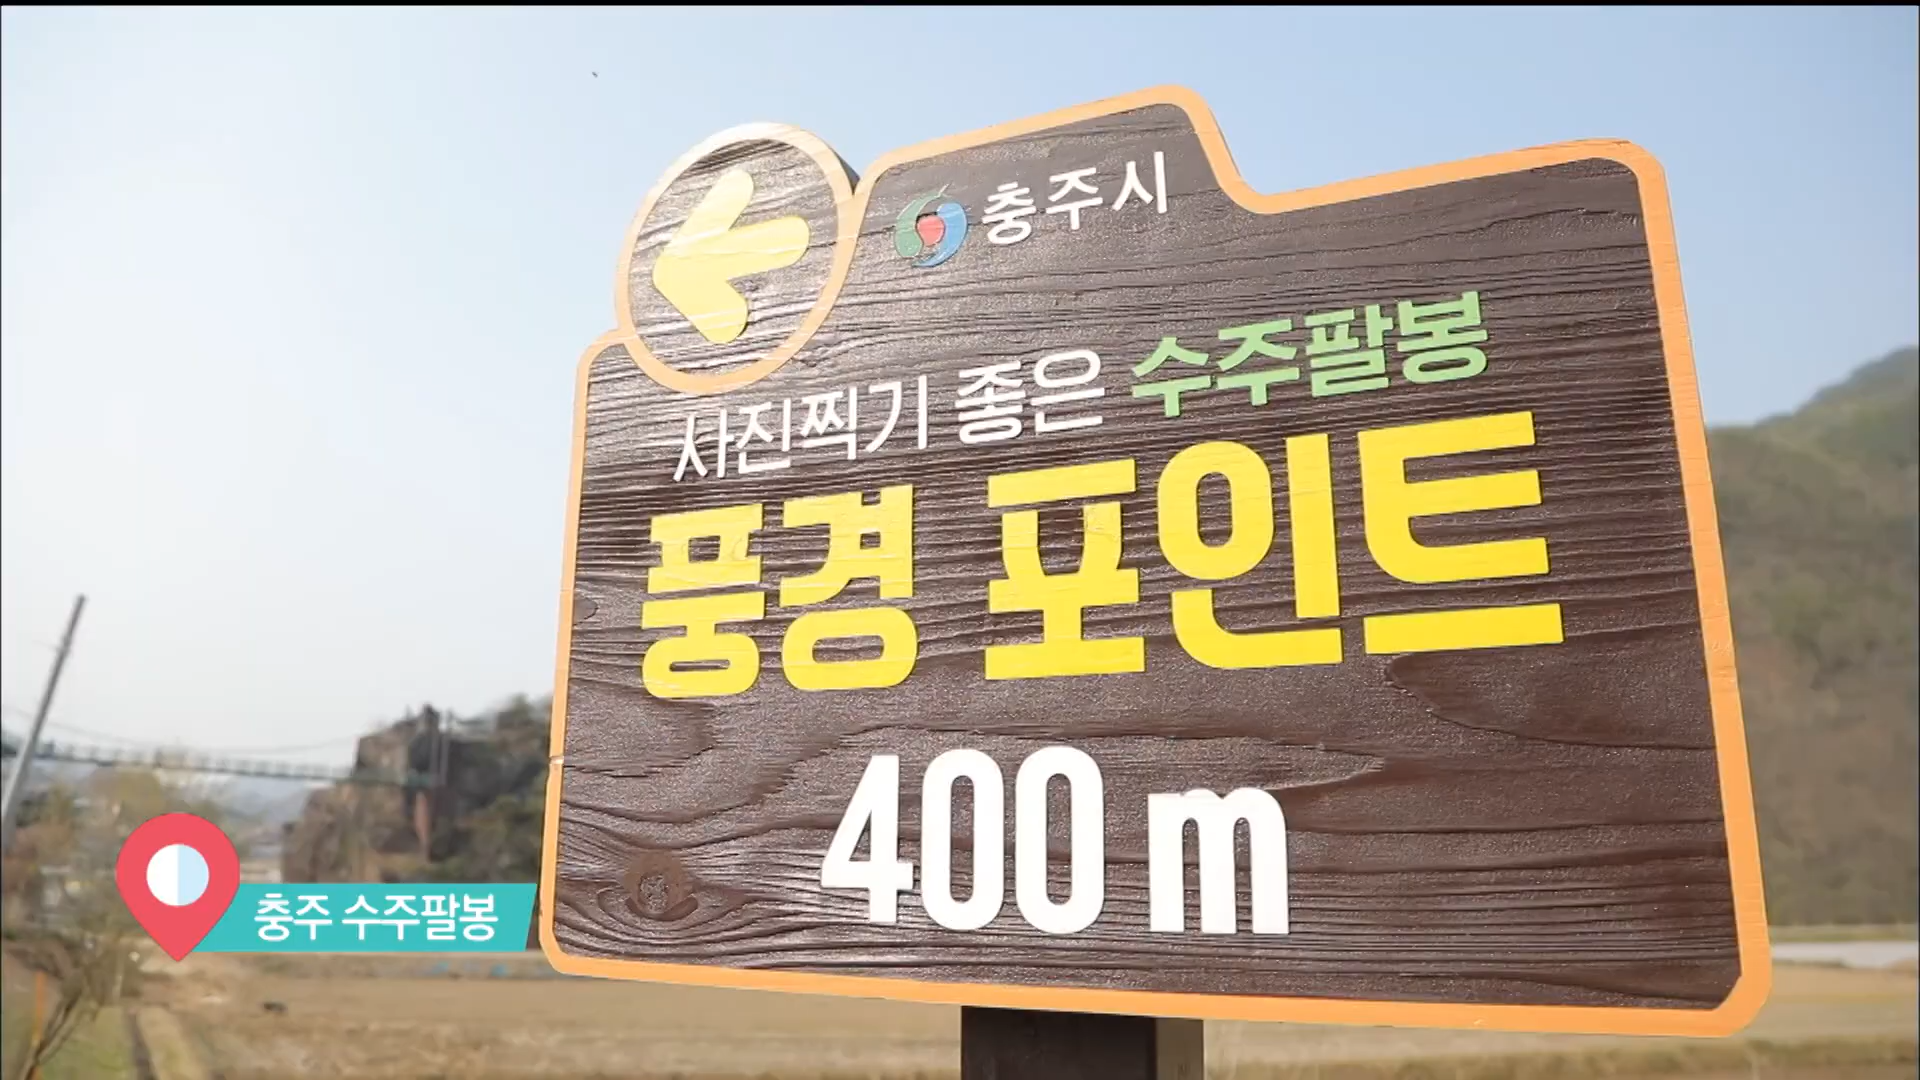 충주시
사진찍기 좋은 수주팔봉
풍경 포인트
400 m
충주 수주팔봉